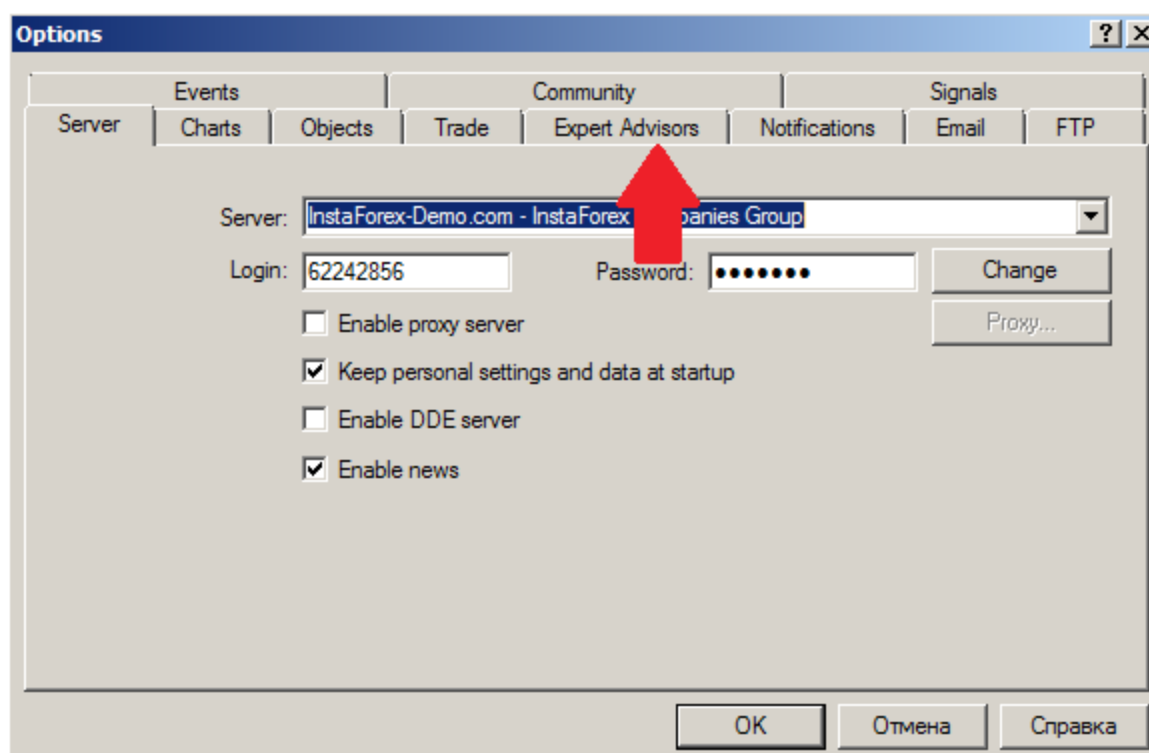 Options
Events Community Signals
Server Charts Objects Trade Expert Advisors Notifications Email FTP
Server: InstaForex-Demo.com - InstaForex panies Group
Login: 62242856 Password: Change
Enable proxy server Proxy...
Keep personal settings and data at startup
Enable DDE server
Enable news
OK Отмена Справка